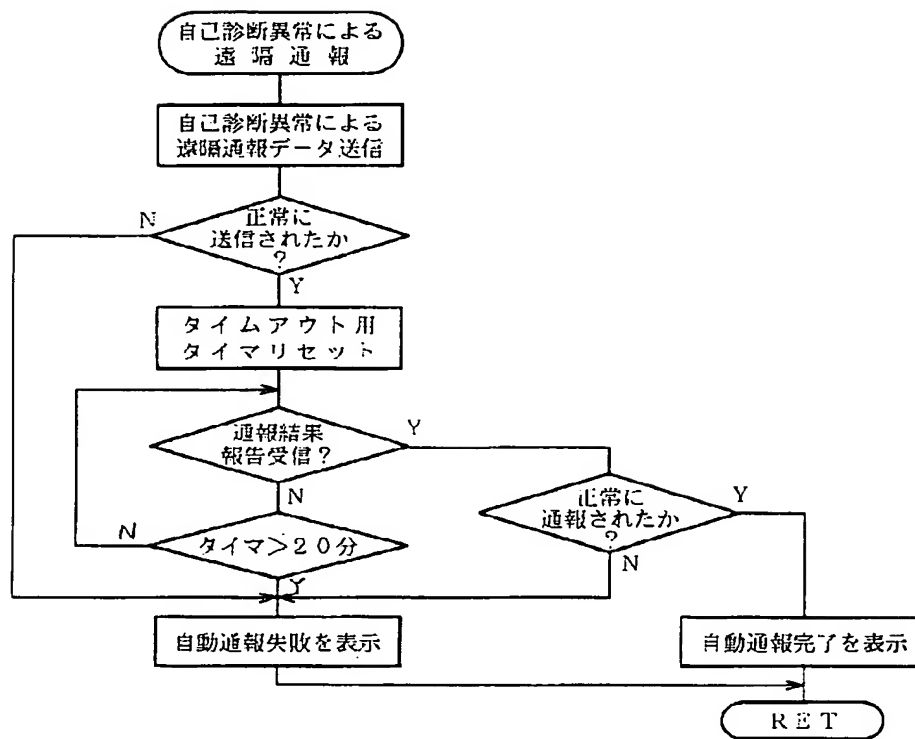 自己診断異常による
遠隔通報
自己診断異常による
遠隔通報データ送信
N
正常に
送信されたか
?
Y
タイムアウト用
タイマリセット
通報結果
報告受信?
Y
N
正常に
通報されたか
?
Y
N
N
タイマ>20分
Y
自動通報失敗を表示
自動通報完了を表示
RET